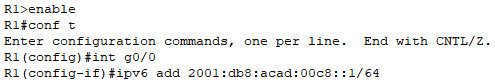 R1>enable
R1#conf t
Enter configuration commands, one per line.  End with CNTL/Z.
R1(config)#int g0/0
R1(config-if)#ipv6 add 2001:db8:acad:00c8::1/64